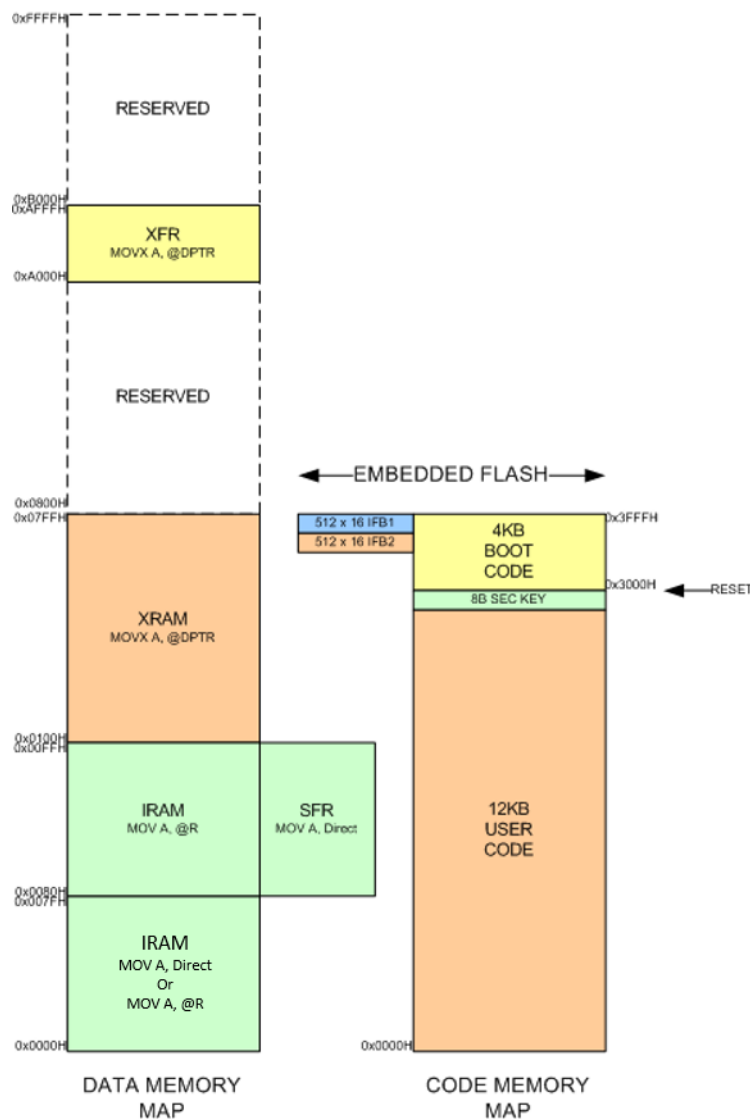 0xFFFFH
RESERVED
0xB000H
0xAFFFH
XFR
MOVX A, @DPTR
0xA000H
RESERVED
0x0800H
0x07FFH
XRAM
MOVX A, @DPTR
0x0100H
0x00FFH
IRAM
MOV A, @R
SFR
MOV A, Direct
0x0080H
0x007FH
IRAM
MOV A, Direct
Or
MOV A, @R
0x0000H
DATA MEMORY
MAP
EMBEDDED FLASH
512 x 16 IFB1
512 x 16 IFB2
0x3FFFH
4KB
BOOT
CODE
0x3000H
RESET
8B SEC KEY
12KB
USER
CODE
0x0000H
CODE MEMORY
MAP